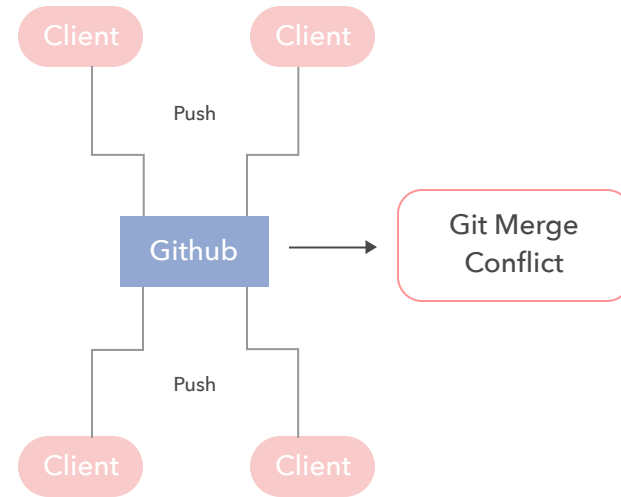 Client
Client
Push
Github
Git Merge
Conflict
Push
Client
Client